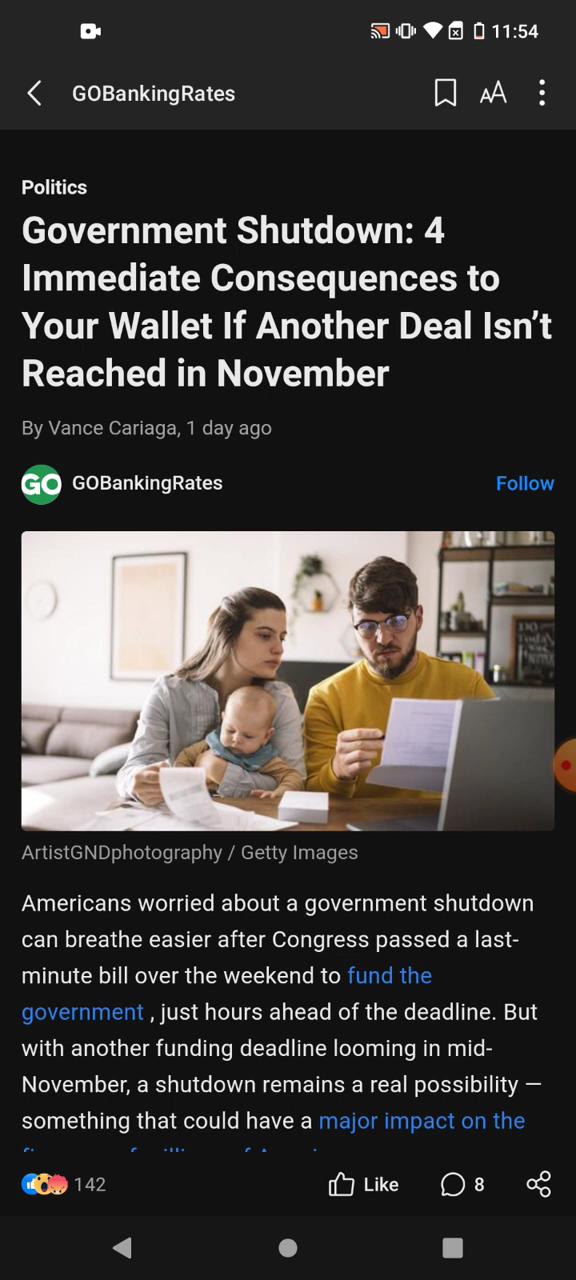 11:54
GOBankingRates
AA
Politics
Government Shutdown: 4
Immediate Consequences to
Your Wallet If Another Deal Isn’t
Reached in November
By Vance Cariaga, 1 day ago
GO
GOBankingRates
Follow
ArtistGNDphotography / Getty Images
Americans worried about a government shutdown
can breathe easier after Congress passed a last-
minute bill over the weekend to fund the
government , just hours ahead of the deadline. But
with another funding deadline looming in mid-
November, a shutdown remains a real possibility —
something that could have a major impact on the
142
Like
8